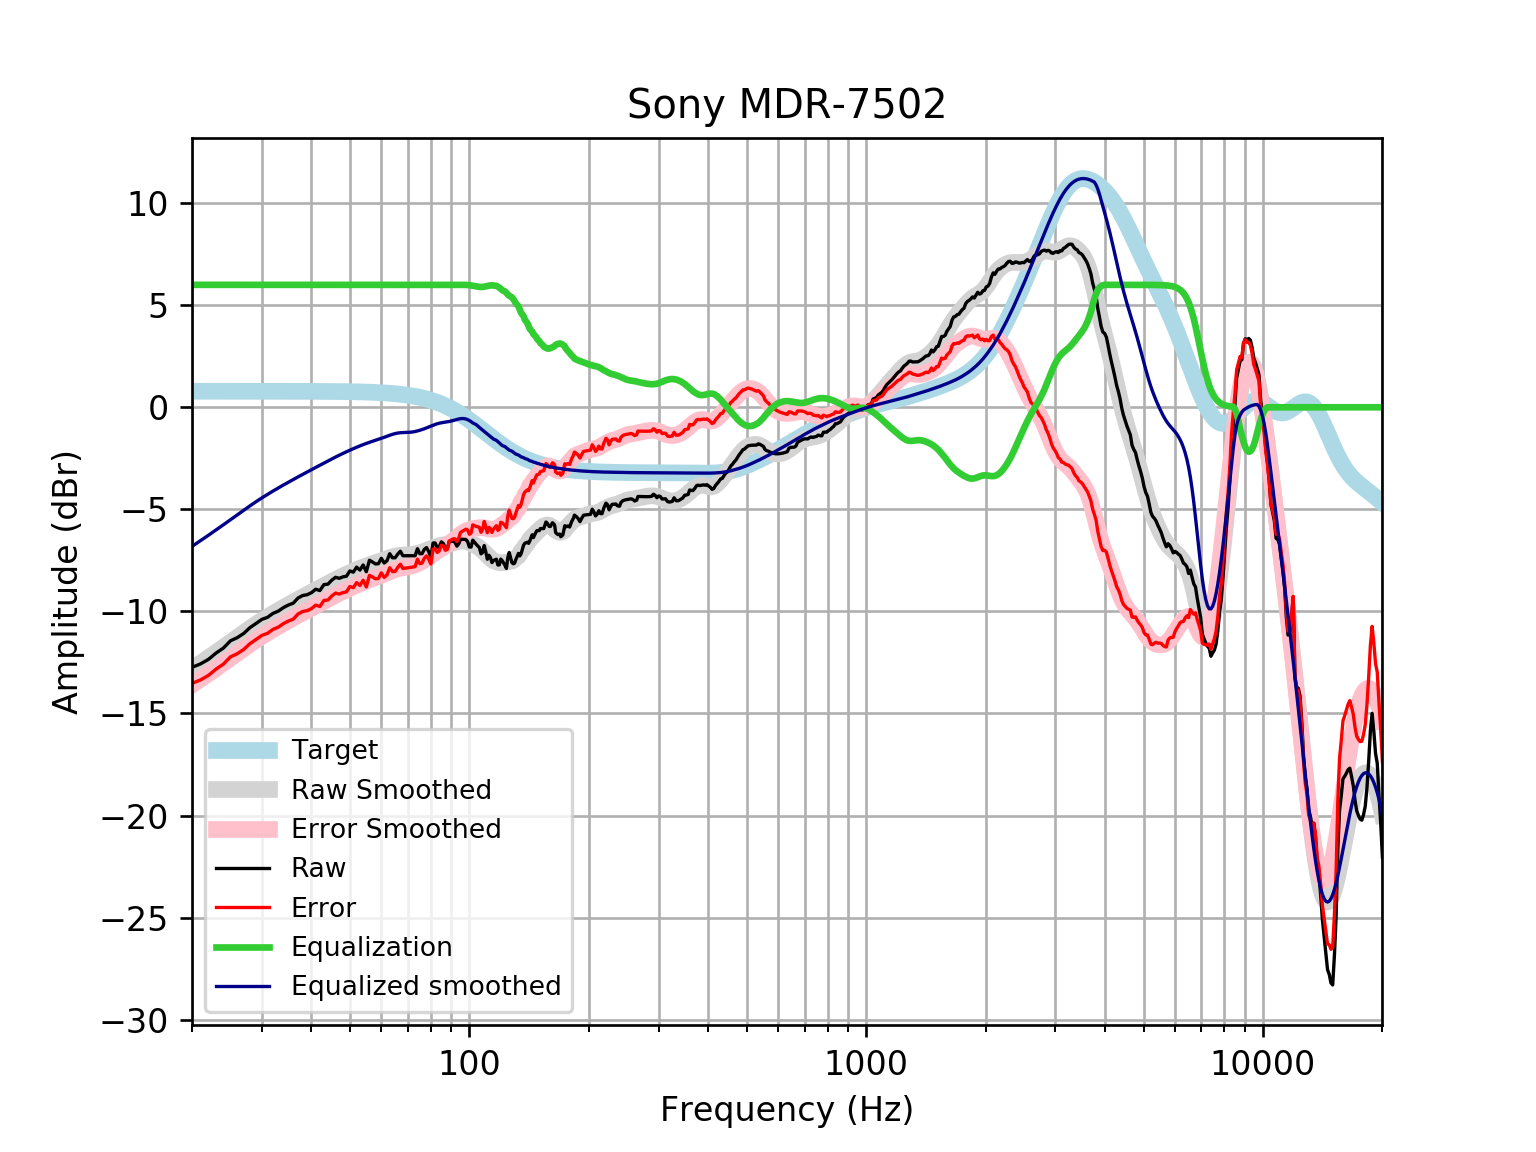 Sony MDR-7502
Amplitude (dBr)
10
5
0
−5
−10
−15
−20
−25
−30
Target
Raw Smoothed
Error Smoothed
Raw
Error
Equalization
Equalized smoothed
100
1000
10000
Frequency (Hz)